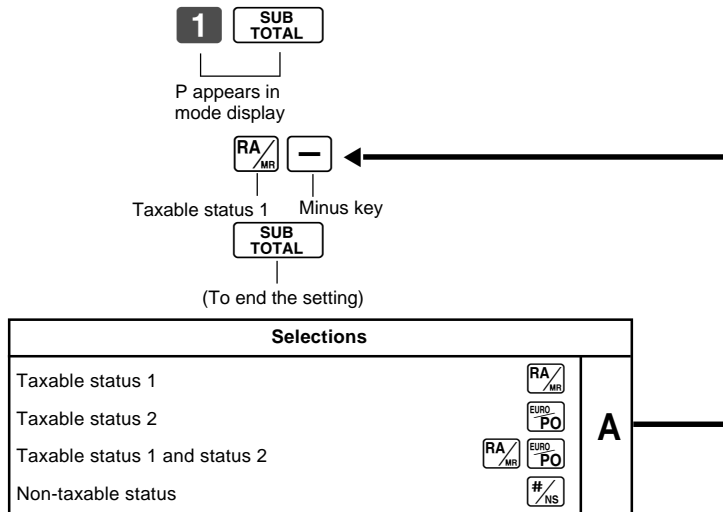 1 SUB TOTAL
P appears in
mode display
RA/MR −
Taxable status 1 Minus key
SUB TOTAL
(To end the setting)
Selections
Taxable status 1 RA/MR
Taxable status 2 EURO PO
Taxable status 1 and status 2 RA/MR EURO PO
Non-taxable status #/NS
A